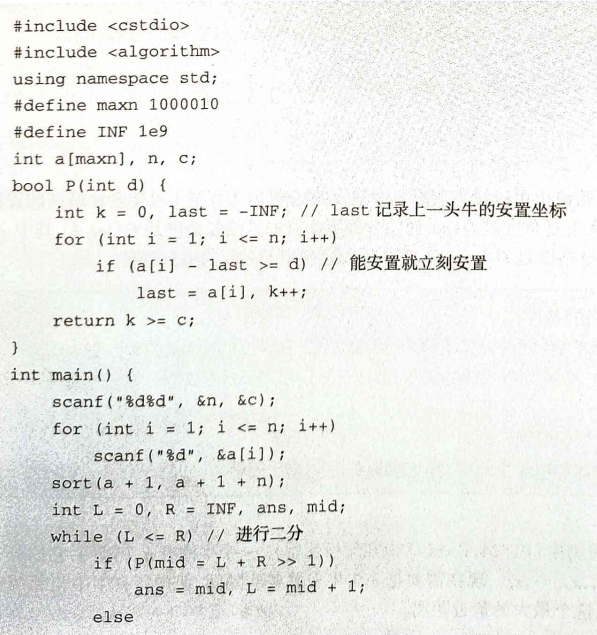 #include <cstdio>
#include <algorithm>
using namespace std;
#define maxn 1000010
#define INF 1e9
int a[maxn], n, c;
bool P(int d) {
    int k = 0, last = -INF; // last 记录上一头牛的安置坐标
    for (int i = 1; i <= n; i++)
        if (a[i] - last >= d) // 能安置就立刻安置
            last = a[i], k++;
    return k >= c;
}
int main() {
    scanf("%d%d", &n, &c);
    for (int i = 1; i <= n; i++)
        scanf("%d", &a[i]);
    sort(a + 1, a + 1 + n);
    int L = 0, R = INF, ans, mid;
    while (L <= R) // 进行二分
        if (P(mid = L + R >> 1))
            ans = mid, L = mid + 1;
        else